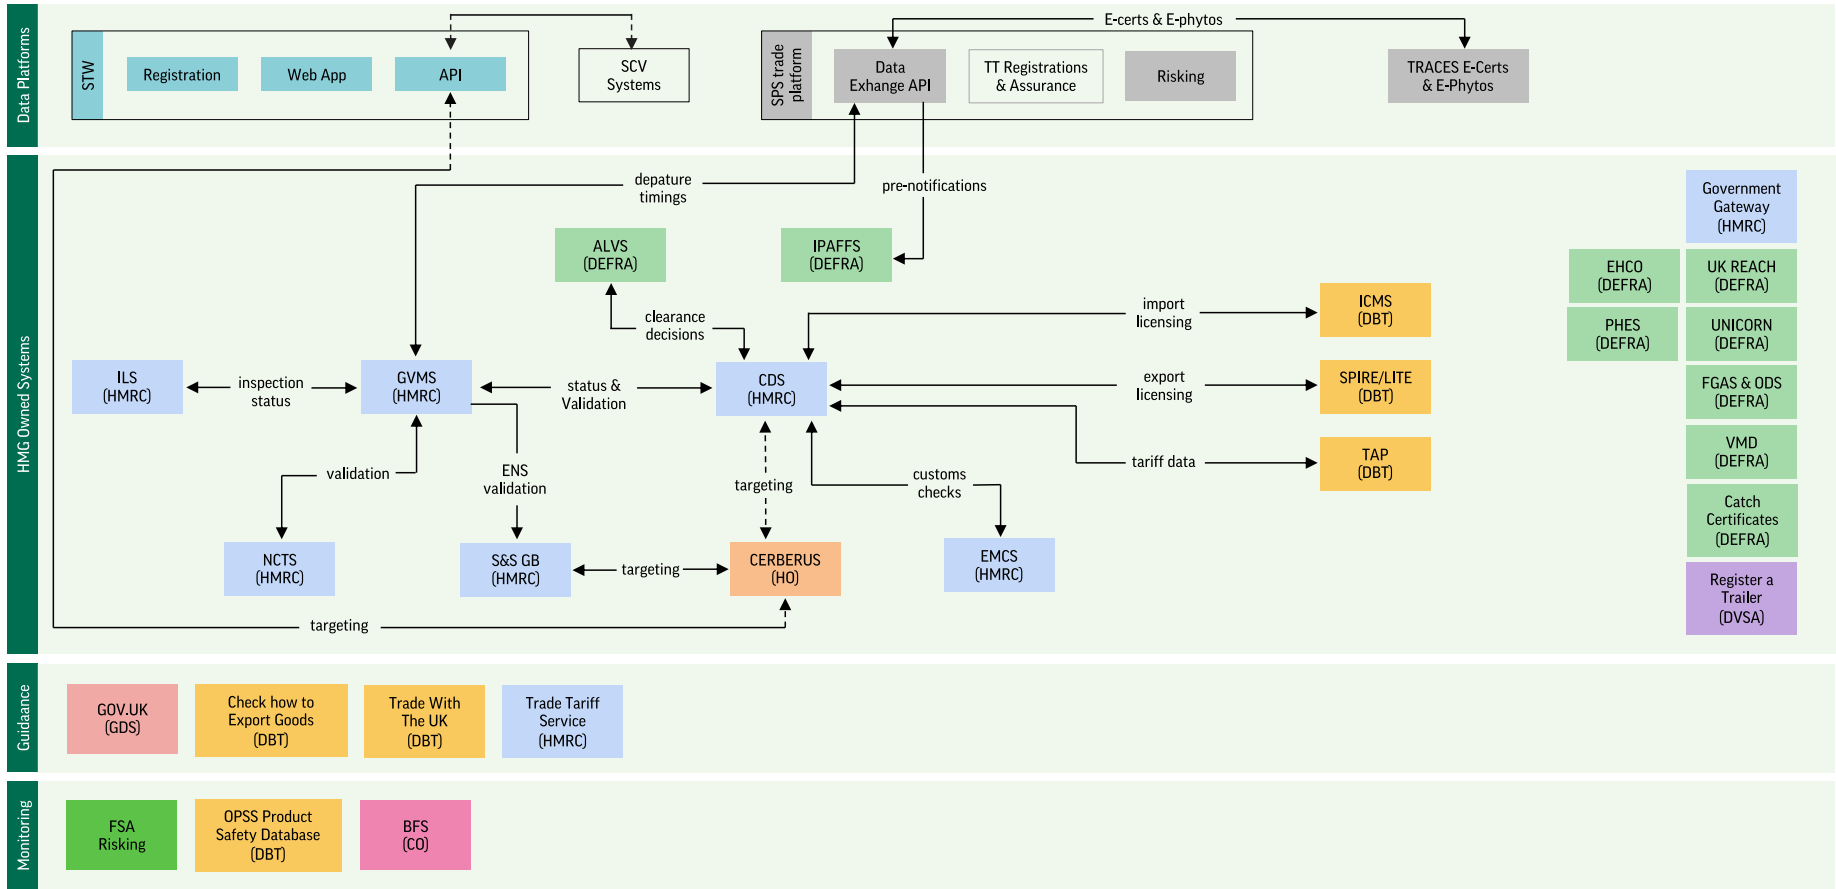 Data Platforms
STW
Registration
Web App
API
SCV
Systems
SPS trade
platform
Data
Exhange API
TT Registrations
& Assurance
Risking
E-certs & E-phytos
TRACES E-Certs
& E-Phytos
HMG Owned Systems
depature
timings
pre-notifications
Government
Gateway
(HMRC)
ALVS
(DEFRA)
IPAFFS
(DEFRA)
EHCO
(DEFRA)
UK REACH
(DEFRA)
clearance
decisions
import
licensing
ICMS
(DBT)
PHES
(DEFRA)
UNICORN
(DEFRA)
ILS
(HMRC)
inspection
status
GVMS
(HMRC)
status &
Validation
CDS
(HMRC)
export
licensing
SPIRE/LITE
(DBT)
FGAS & ODS
(DEFRA)
validation
ENS
validation
targeting
customs
checks
tariff data
TAP
(DBT)
VMD
(DEFRA)
Catch
Certificates
(DEFRA)
NCTS
(HMRC)
S&S GB
(HMRC)
targeting
CERBERUS
(HO)
EMCS
(HMRC)
Register a
Trailer
(DVSA)
targeting
Guidaance
GOV.UK
(GDS)
Check how to
Export Goods
(DBT)
Trade With
The UK
(DBT)
Trade Tariff
Service
(HMRC)
Monitoring
FSA
Risking
OPSS Product
Safety Database
(DBT)
BFS
(CO)